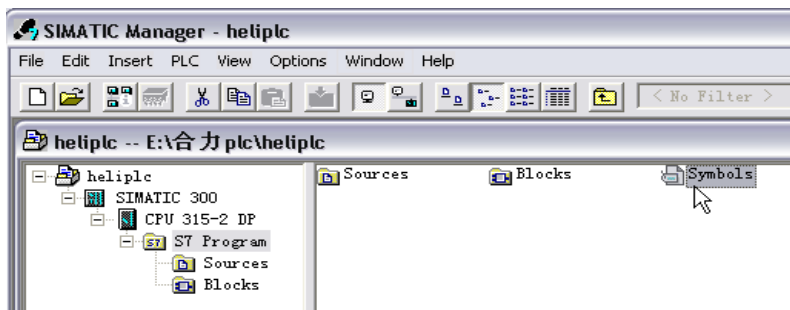 SIMATIC Manager - heliplc
File Edit Insert PLC View Options Window Help
< No Filter >
heliplc -- E:\合力plc\heliplc
heliplc
SIMATIC 300
CPU 315-2 DP
S7 Program
Sources
Blocks
Sources Blocks Symbols